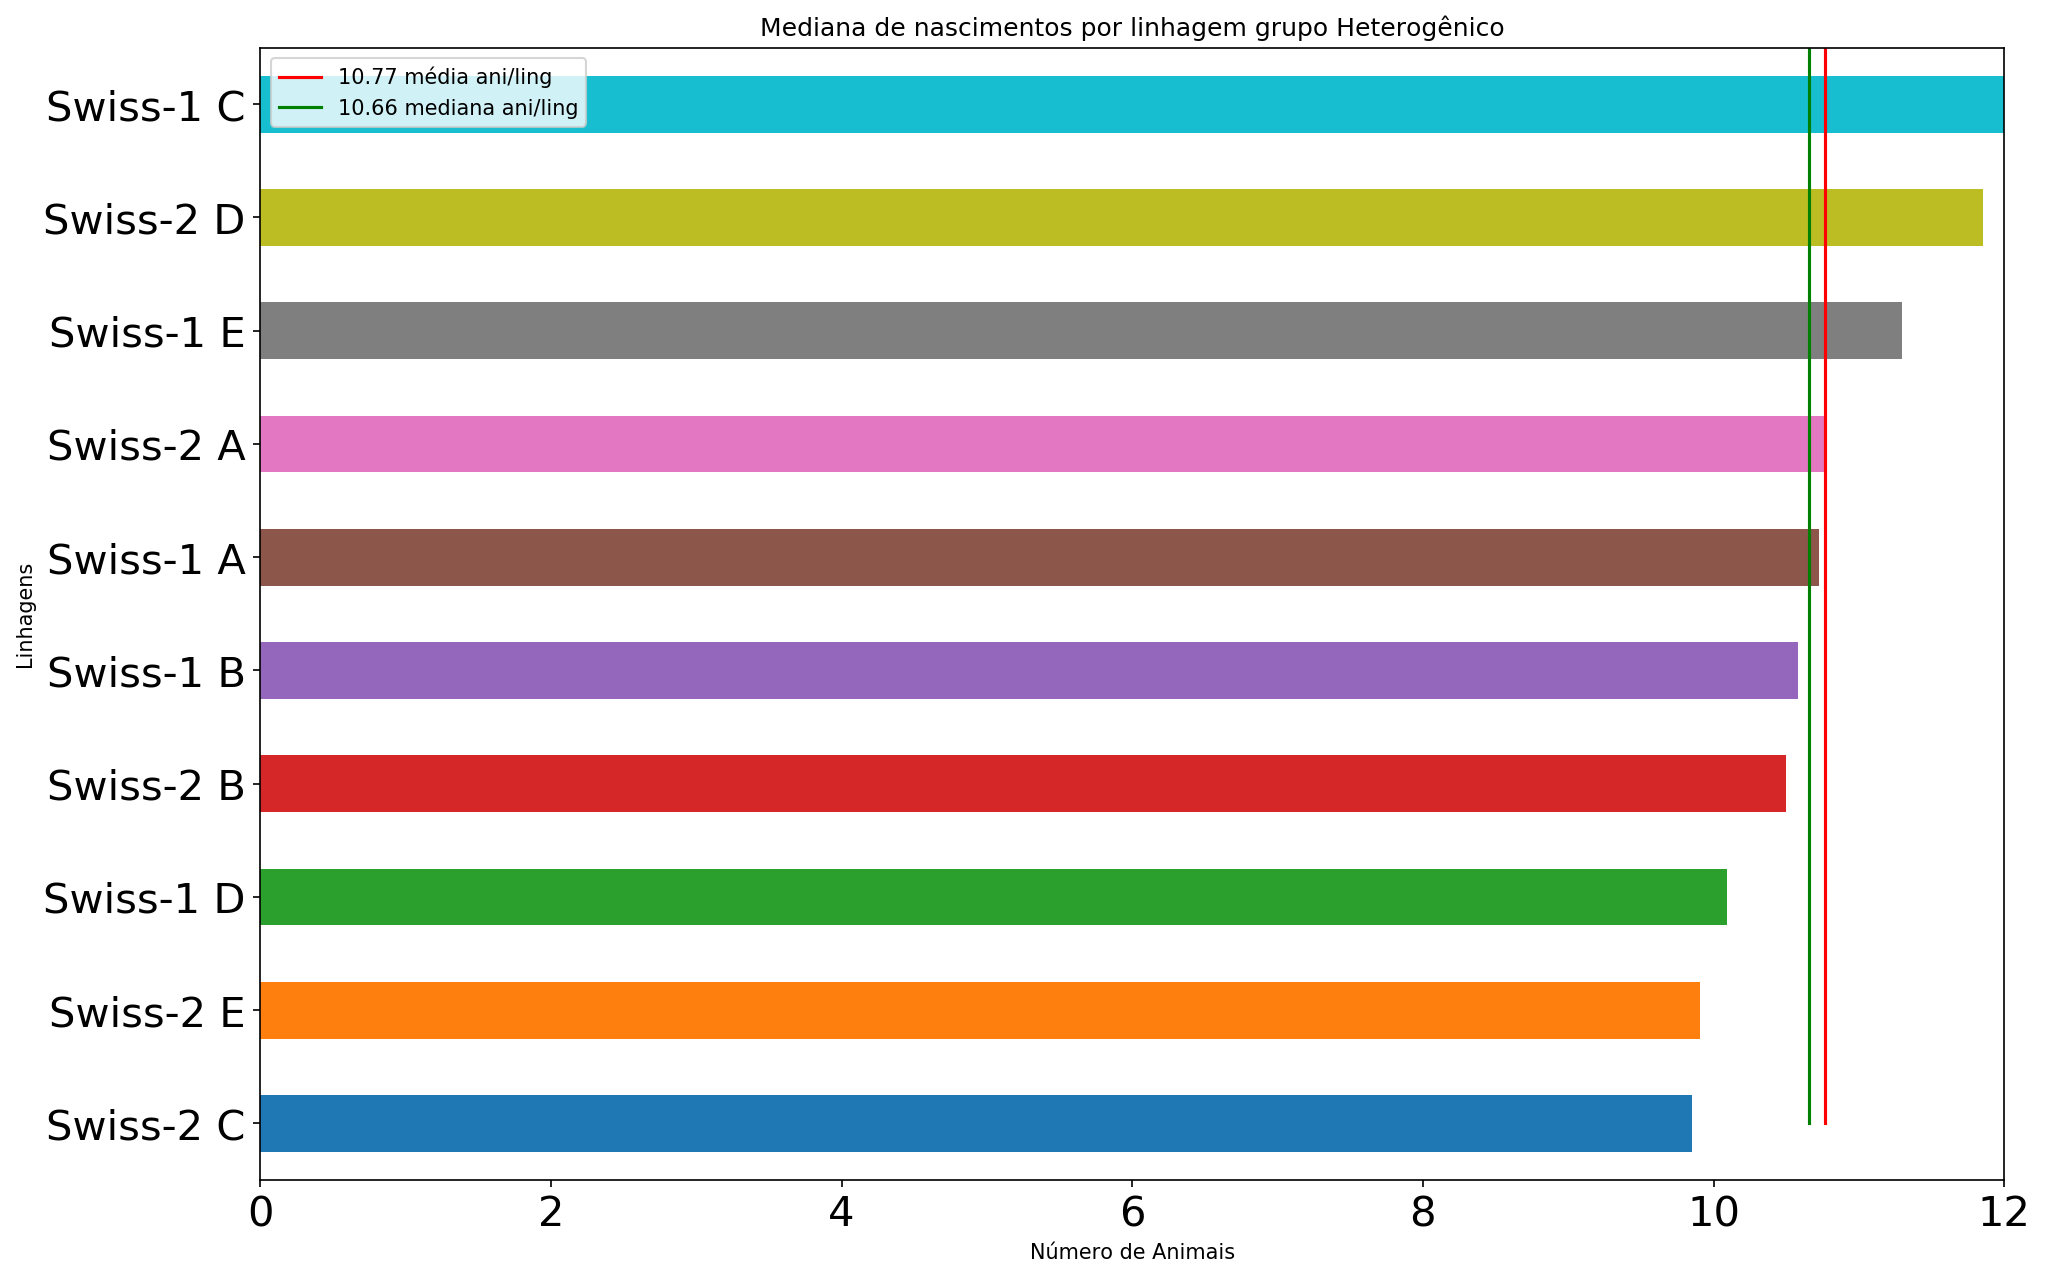 Mediana de nascimentos por linhagem grupo Heterogênico
10.77 média ani/ling
10.66 mediana ani/ling
Swiss-1 C
Swiss-2 D
Swiss-1 E
Swiss-2 A
Swiss-1 A
Swiss-1 B
Swiss-2 B
Swiss-1 D
Swiss-2 E
Swiss-2 C
Linhagens
0 2 4 6 8 10 12
Número de Animais